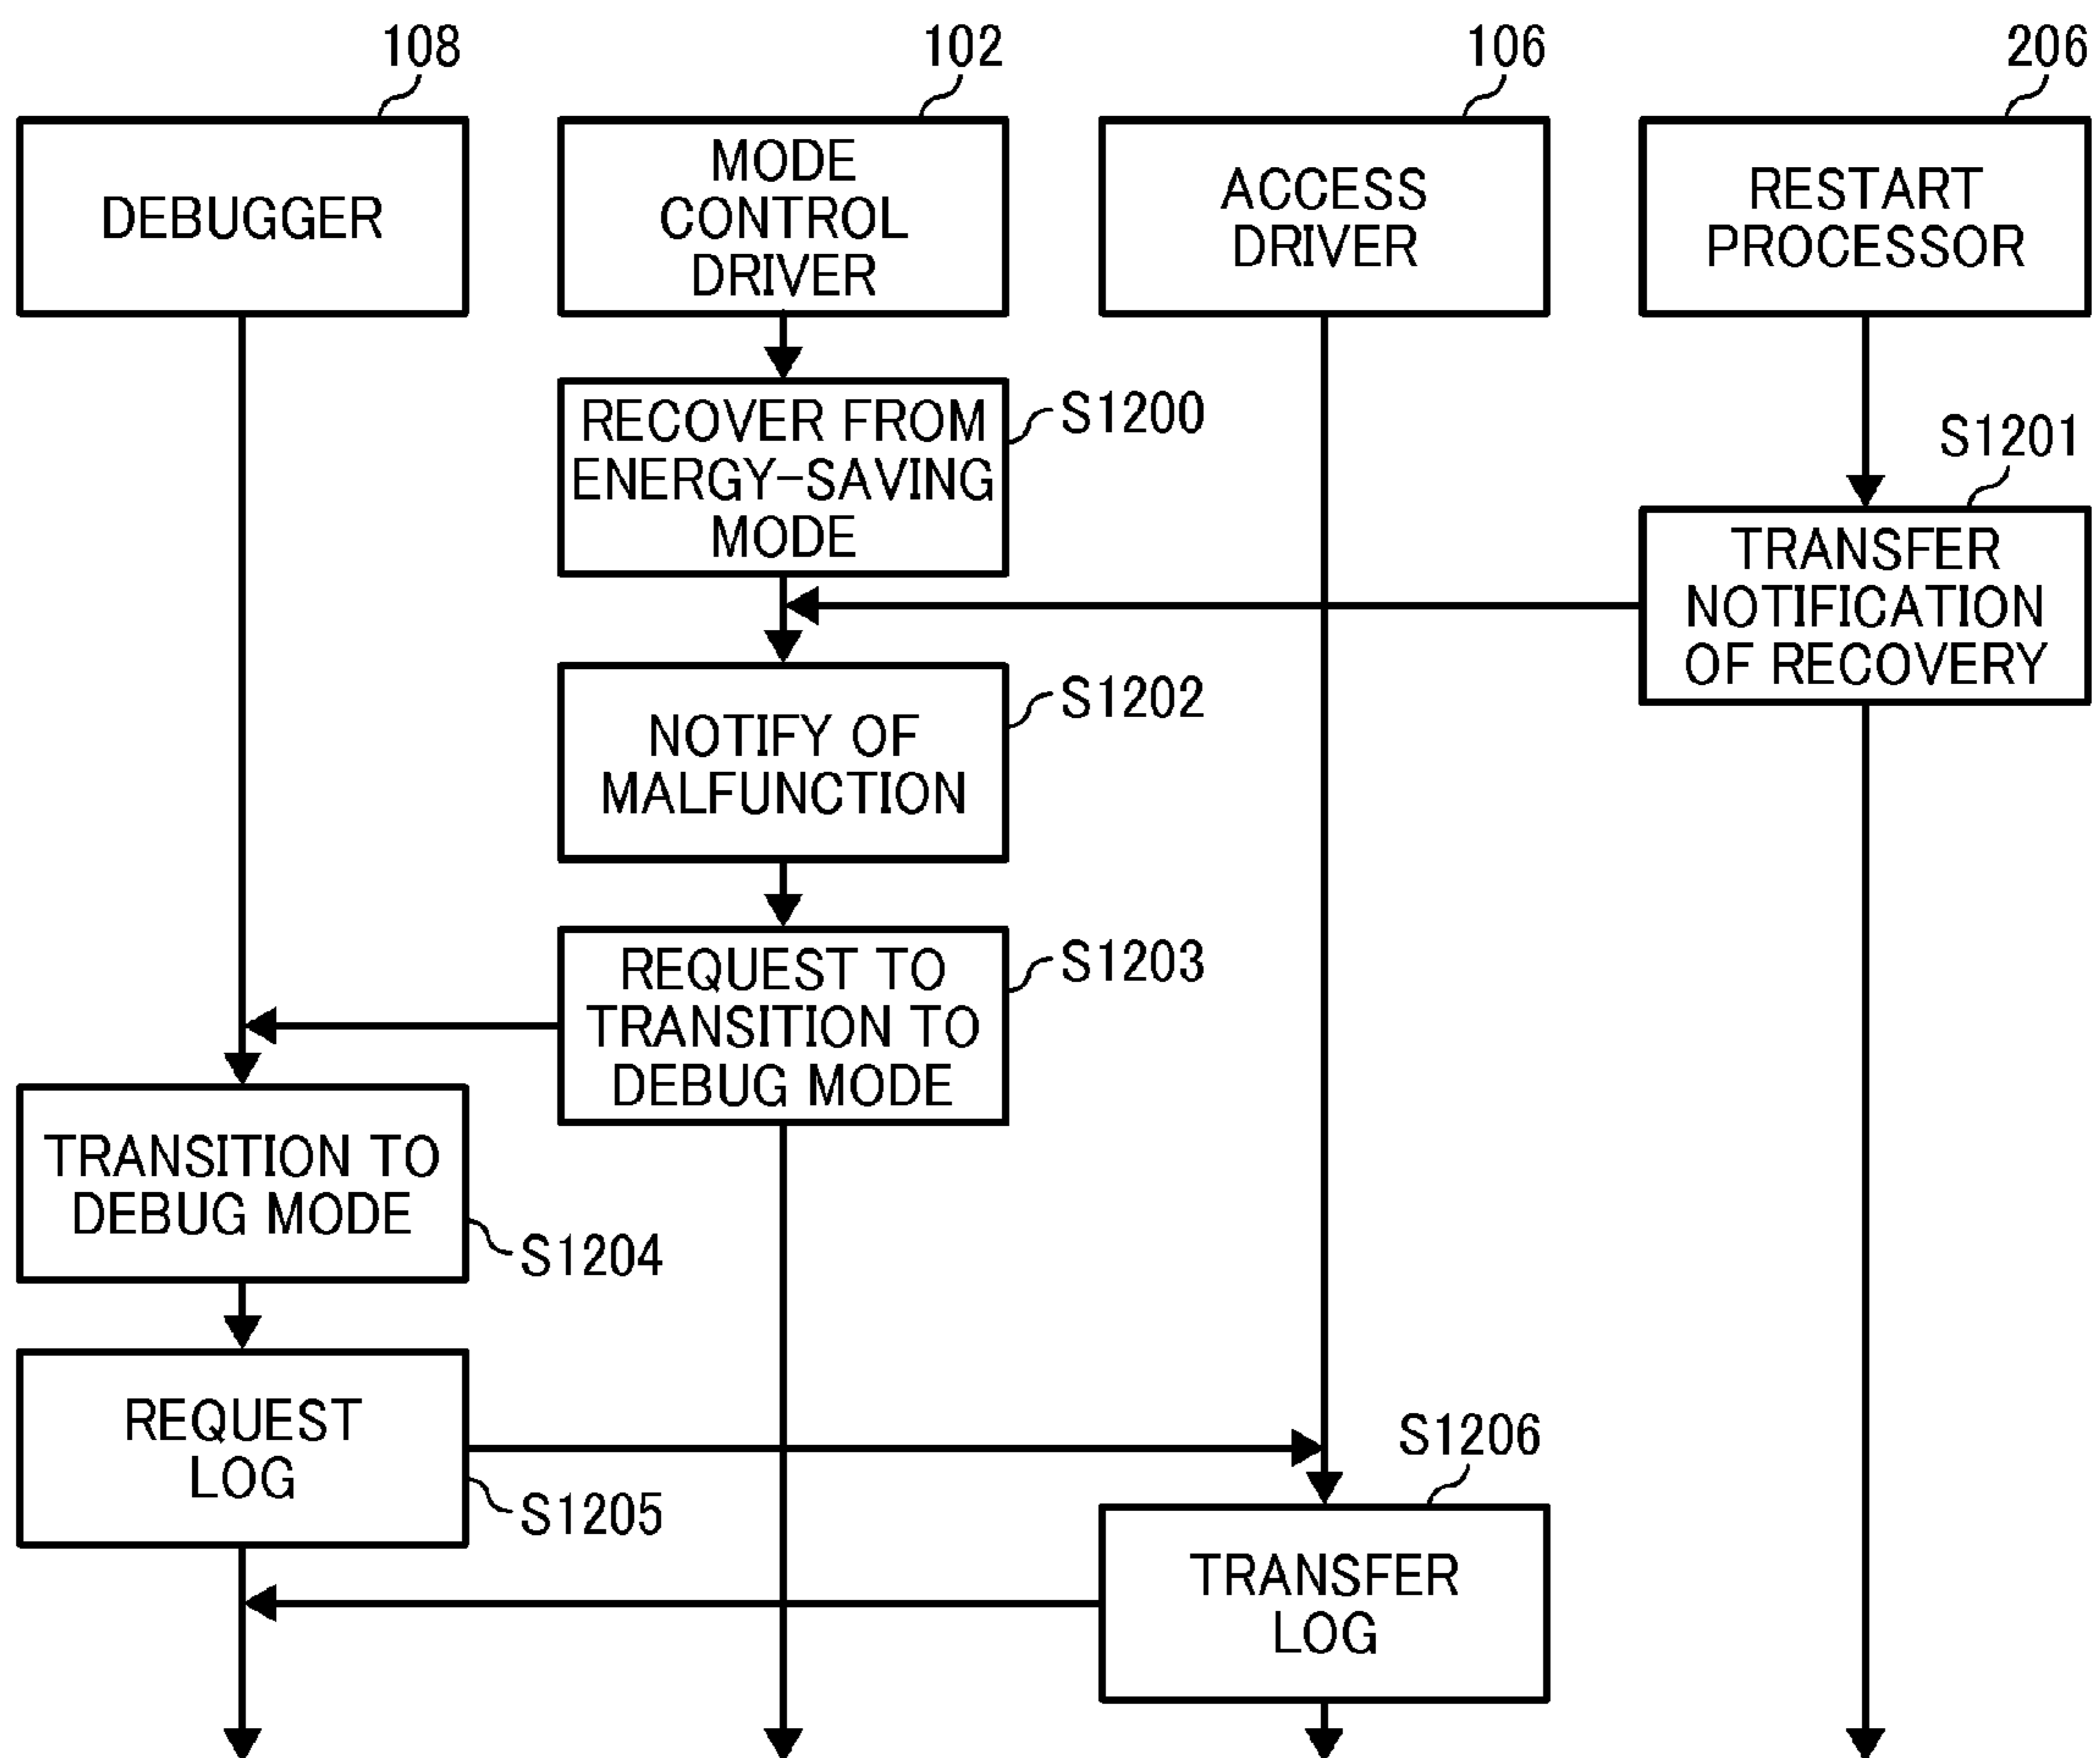 108
102
106
206
DEBUGGER
MODE
CONTROL
DRIVER
ACCESS
DRIVER
RESTART
PROCESSOR
RECOVER FROM
ENERGY-SAVING
MODE
S1200
S1201
TRANSFER
NOTIFICATION
OF RECOVERY
NOTIFY OF
MALFUNCTION
S1202
REQUEST TO
TRANSITION TO
DEBUG MODE
S1203
TRANSITION TO
DEBUG MODE
S1204
REQUEST
LOG
S1205
S1206
TRANSFER
LOG